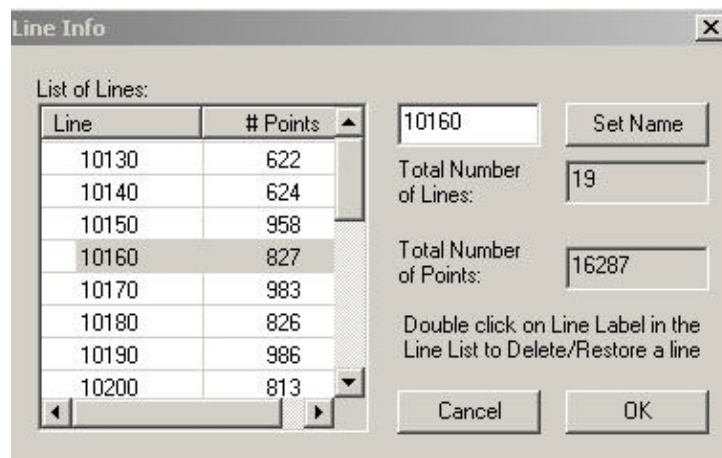 Line Info
List of Lines:
Line # Points
10130 622
10140 624
10150 958
10160 827
10170 983
10180 826
10190 986
10200 813
10160 Set Name
Total Number
of Lines: 19
Total Number
of Points: 16287
Double click on Line Label in the
Line List to Delete/Restore a line
Cancel OK